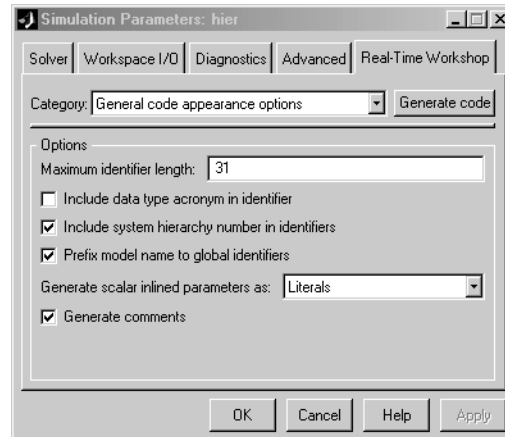 Simulation Parameters: hier
Solver Workspace I/O Diagnostics Advanced Real-Time Workshop
Category: General code appearance options Generate code
Options
Maximum identifier length: 31
Include data type acronym in identifier
Include system hierarchy number in identifiers
Prefix model name to global identifiers
Generate scalar inlined parameters as: Literals
Generate comments
OK Cancel Help Apply